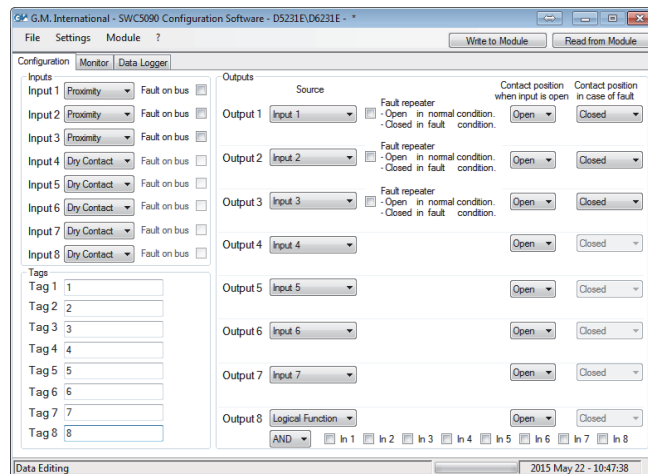 G.M. International - SWC5090 Configuration Software - D5231E\D6231E - *
File Settings Module ?
Write to Module Read from Module
Configuration Monitor Data Logger
Inputs
Input 1 Proximity Fault on bus
Input 2 Proximity Fault on bus
Input 3 Proximity Fault on bus
Input 4 Dry Contact Fault on bus
Input 5 Dry Contact Fault on bus
Input 6 Dry Contact Fault on bus
Input 7 Dry Contact Fault on bus
Input 8 Dry Contact Fault on bus
Tags
Tag 1 1
Tag 2 2
Tag 3 3
Tag 4 4
Tag 5 5
Tag 6 6
Tag 7 7
Tag 8 8
Outputs
Source
Contact position
when input is open
Contact position
in case of fault
Output 1 Input 1
Fault repeater
- Open in normal condition.
- Closed in fault condition.
Open Closed
Output 2 Input 2
Fault repeater
- Open in normal condition.
- Closed in fault condition.
Open Closed
Output 3 Input 3
Fault repeater
- Open in normal condition.
- Closed in fault condition.
Open Closed
Output 4 Input 4 Open Closed
Output 5 Input 5 Open Closed
Output 6 Input 6 Open Closed
Output 7 Input 7 Open Closed
Output 8 Logical Function Open Closed
AND In 1 In 2 In 3 In 4 In 5 In 6 In 7 In 8
Data Editing 2015 May 22 - 10:47:38